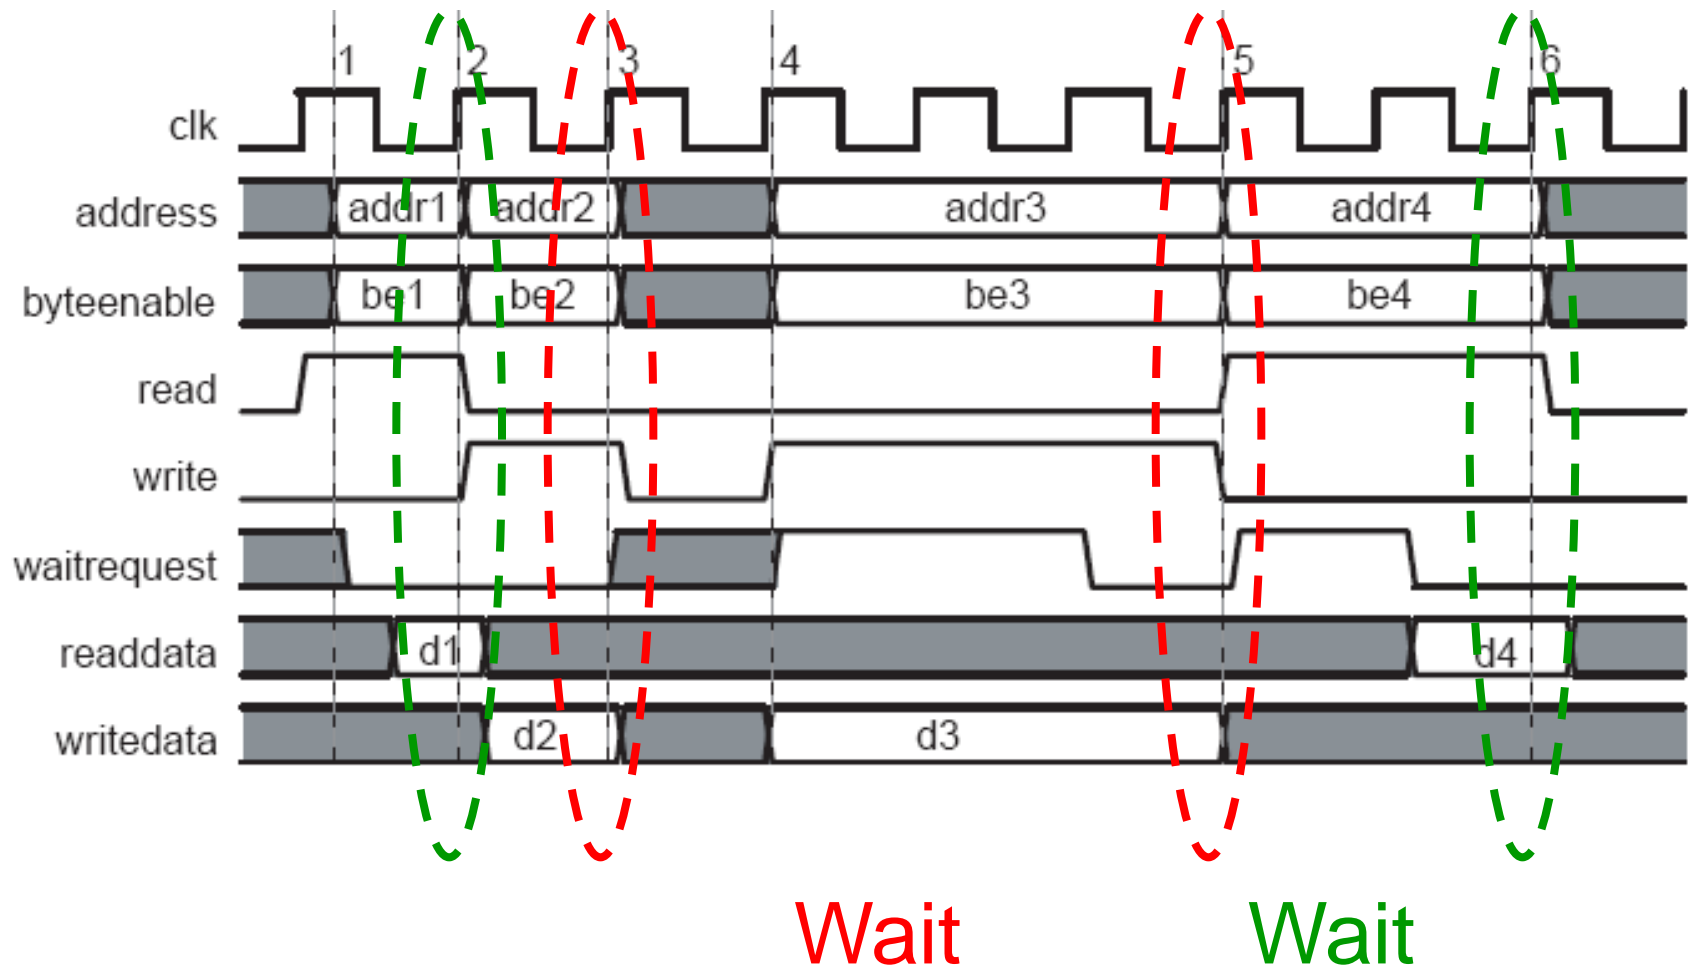 1 2 3 4 5 6
clk
address addr1 addr2 addr3 addr4
byteenable be1 be2 be3 be4
read
write
waitrequest
readdata d1 d4
writedata d2 d3
Wait Wait